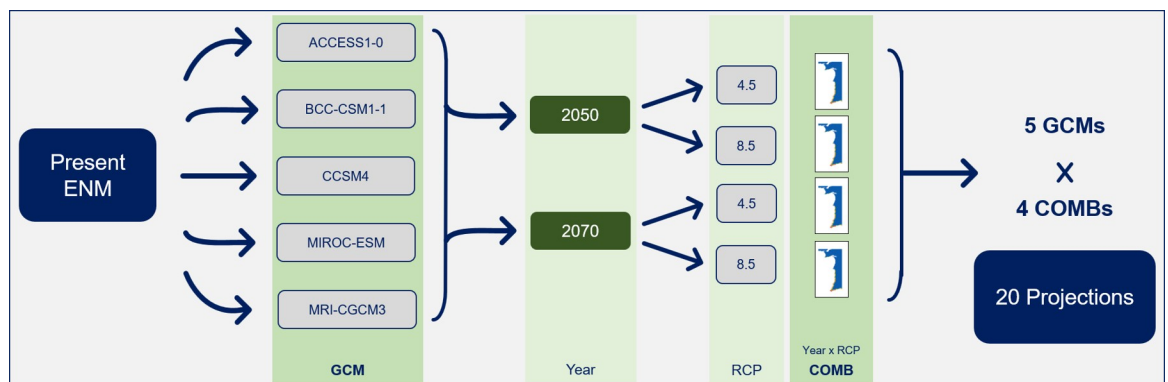 Present
ENM
ACCESS1-0
BCC-CSM1-1
CCSM4
MIROC-ESM
MRI-CGCM3
GCM
2050
2070
Year
4.5
8.5
4.5
8.5
RCP
Year x RCP
COMB
5 GCMs
X
4 COMBs
20 Projections